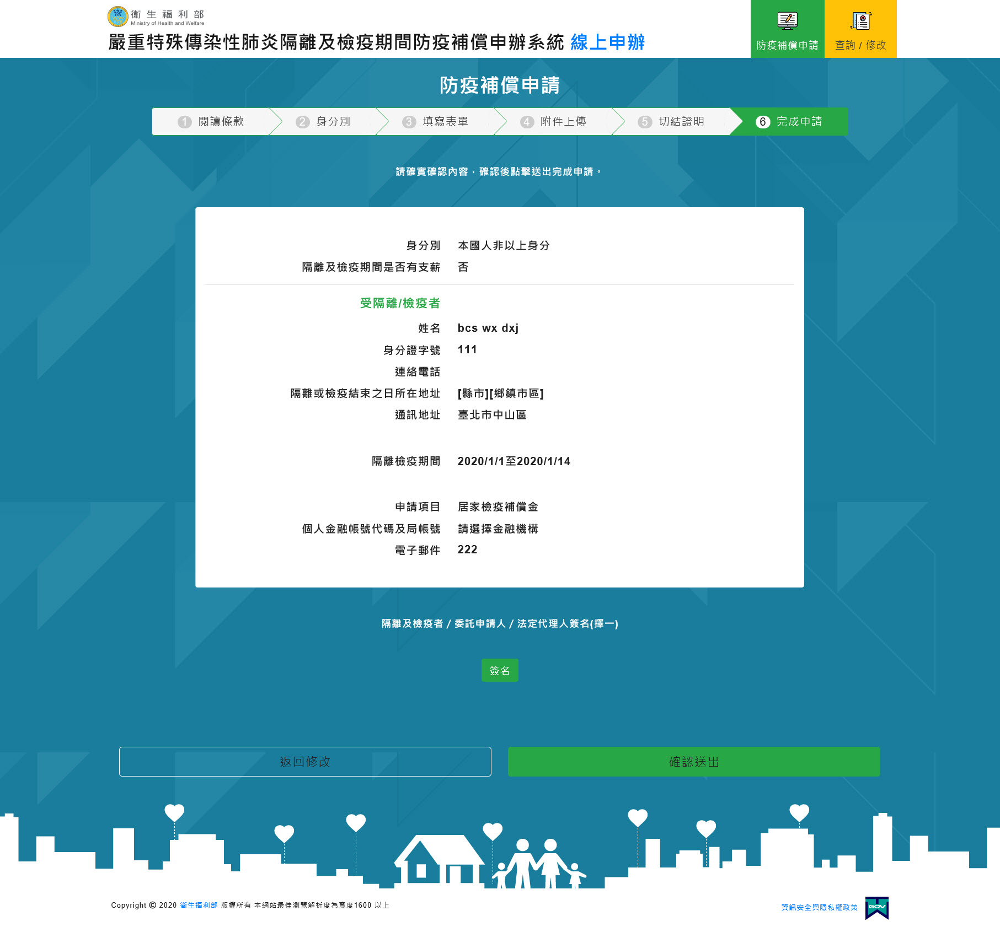 衛生福利部
Ministry of Health and Welfare
嚴重特殊傳染性肺炎隔離及檢疫期間防疫補償申辦系統 線上申辦
防疫補償申請
查詢 / 修改
防疫補償申請
1 閱讀條款
2 身分別
3 填寫表單
4 附件上傳
5 切結證明
6 完成申請
請確實確認內容，確認後點擊送出完成申請。
身分別 本國人非以上身分
隔離及檢疫期間是否有支薪 否
受隔離/檢疫者
姓名 bcs wx dxj
身分證字號 111
連絡電話
隔離或檢疫結束之日所在地址 [縣市][鄉鎮市區]
通訊地址 臺北市中山區
隔離檢疫期間 2020/1/1至2020/1/14
申請項目 居家檢疫補償金
個人金融帳號代碼及局帳號 請選擇金融機構
電子郵件 222
隔離及檢疫者 / 委託申請人 / 法定代理人簽名(擇一)
簽名
返回修改
確認送出
Copyright © 2020 衛生福利部 版權所有 本網站最佳瀏覽解析度為寬度1600 以上
資訊安全與隱私權政策
GOV